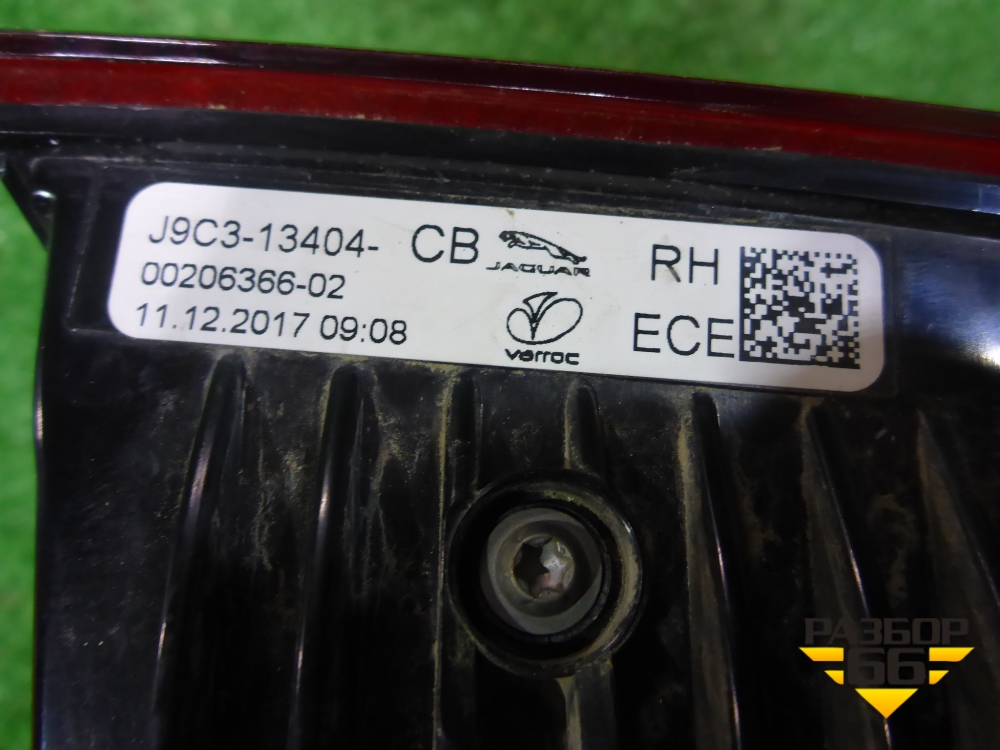 J9C3-13404- CB JAGUAR RH
00206366-02
11.12.2017 09:08 varroc ECE
РАЗБОР
66